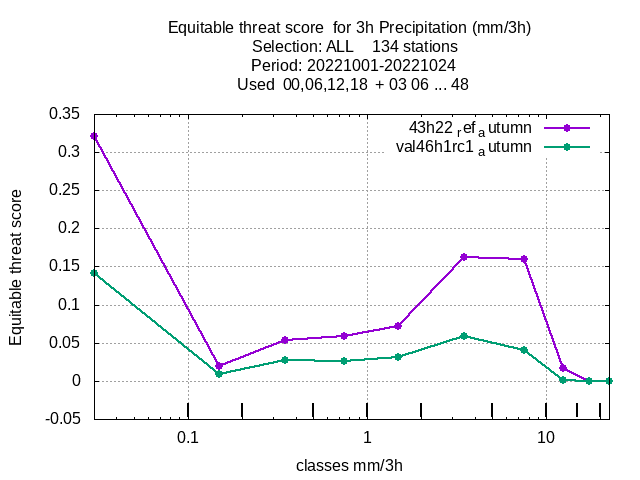 Equitable threat score  for 3h Precipitation (mm/3h)
Selection: ALL    134 stations
Period: 20221001-20221024
Used  00,06,12,18  + 03 06 ... 48
43h22 ref a utumn
val46h1rc1 a utumn
Equitable threat score
0.35
0.3
0.25
0.2
0.15
0.1
0.05
0
-0.05
0.1 1 10
classes mm/3h